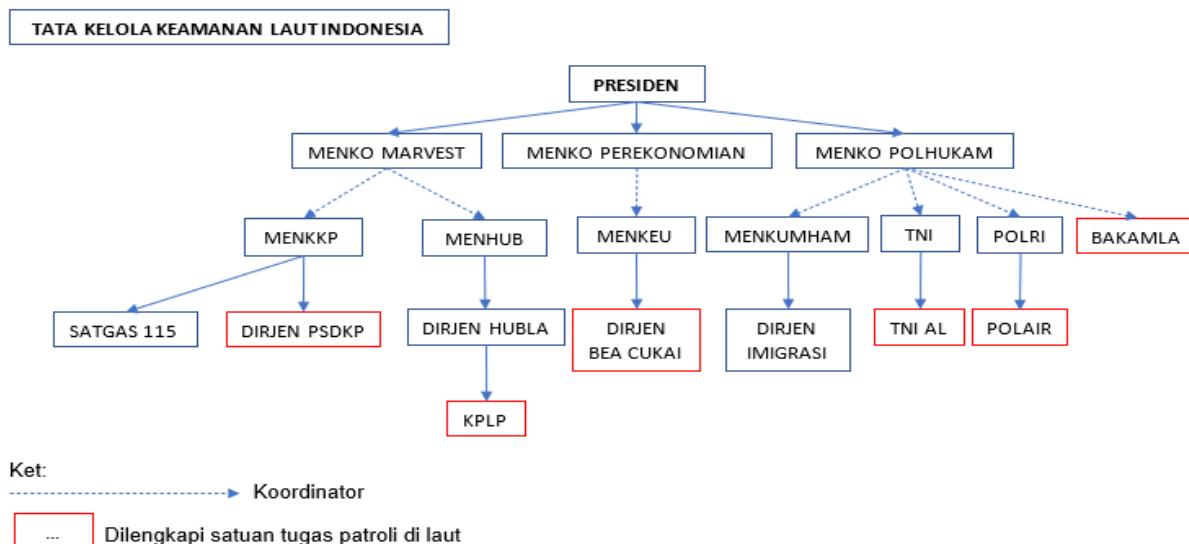 TATA KELOLA KEAMANAN LAUT INDONESIA
PRESIDEN
MENKO MARVEST
MENKO PEREKONOMIAN
MENKO POLHUKAM
MENKKP
MENHUB
MENKEU
MENKUMHAM
TNI
POLRI
BAKAMLA
SATGAS 115
DIRJEN PSDKP
DIRJEN HUBLA
DIRJEN
BEA CUKAI
DIRJEN
IMIGRASI
TNI AL
POLAIR
KPLP
Ket:
Koordinator
... Dilengkapi satuan tugas patroli di laut